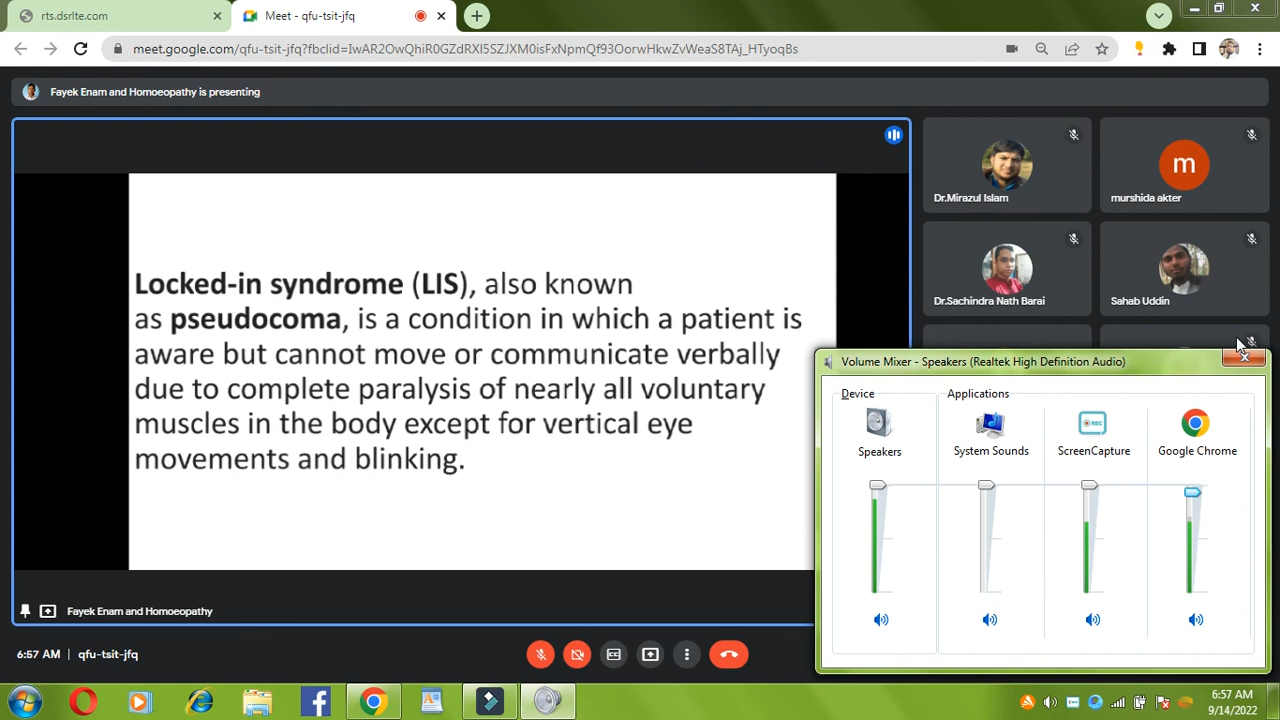 rts.dsrlte.com
Meet - qfu-tsit-jfq
meet.google.com/qfu-tsit-jfq?fbclid=IwAR2OwQhiR0GZdRXI5SZJXM0isFxNpmQf93OorwHkwZvWeaS8TAj_HTyoqBs
Fayek Enam and Homoeopathy is presenting
Locked-in syndrome (LIS), also known
as pseudocoma, is a condition in which a patient is
aware but cannot move or communicate verbally
due to complete paralysis of nearly all voluntary
muscles in the body except for vertical eye
movements and blinking.
Fayek Enam and Homoeopathy
m
Dr.Mirazul Islam
murshida akter
Dr.Sachindra Nath Barai
Sahab Uddin
Volume Mixer - Speakers (Realtek High Definition Audio)
Device
Applications
REC
Speakers
System Sounds
ScreenCapture
Google Chrome
6:57 AM | qfu-tsit-jfq
6:57 AM
9/14/2022